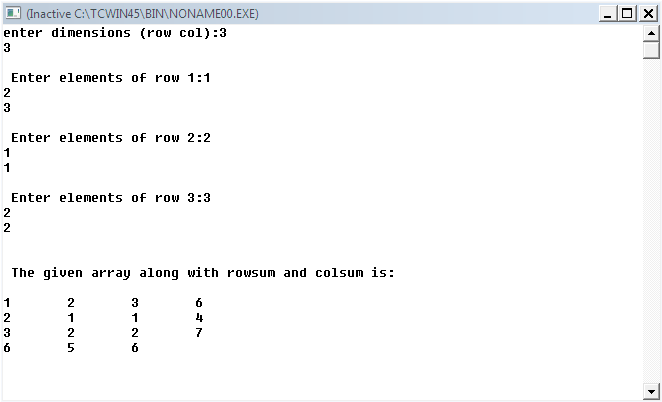 (Inactive C:\TCWIN45\BIN\NONAME00.EXE)
enter dimensions (row col):3
3
Enter elements of row 1:1
2
3
Enter elements of row 2:2
1
1
Enter elements of row 3:3
2
2
The given array along with rowsum and colsum is:
1 2 3 6
2 1 1 4
3 2 2 7
6 5 6